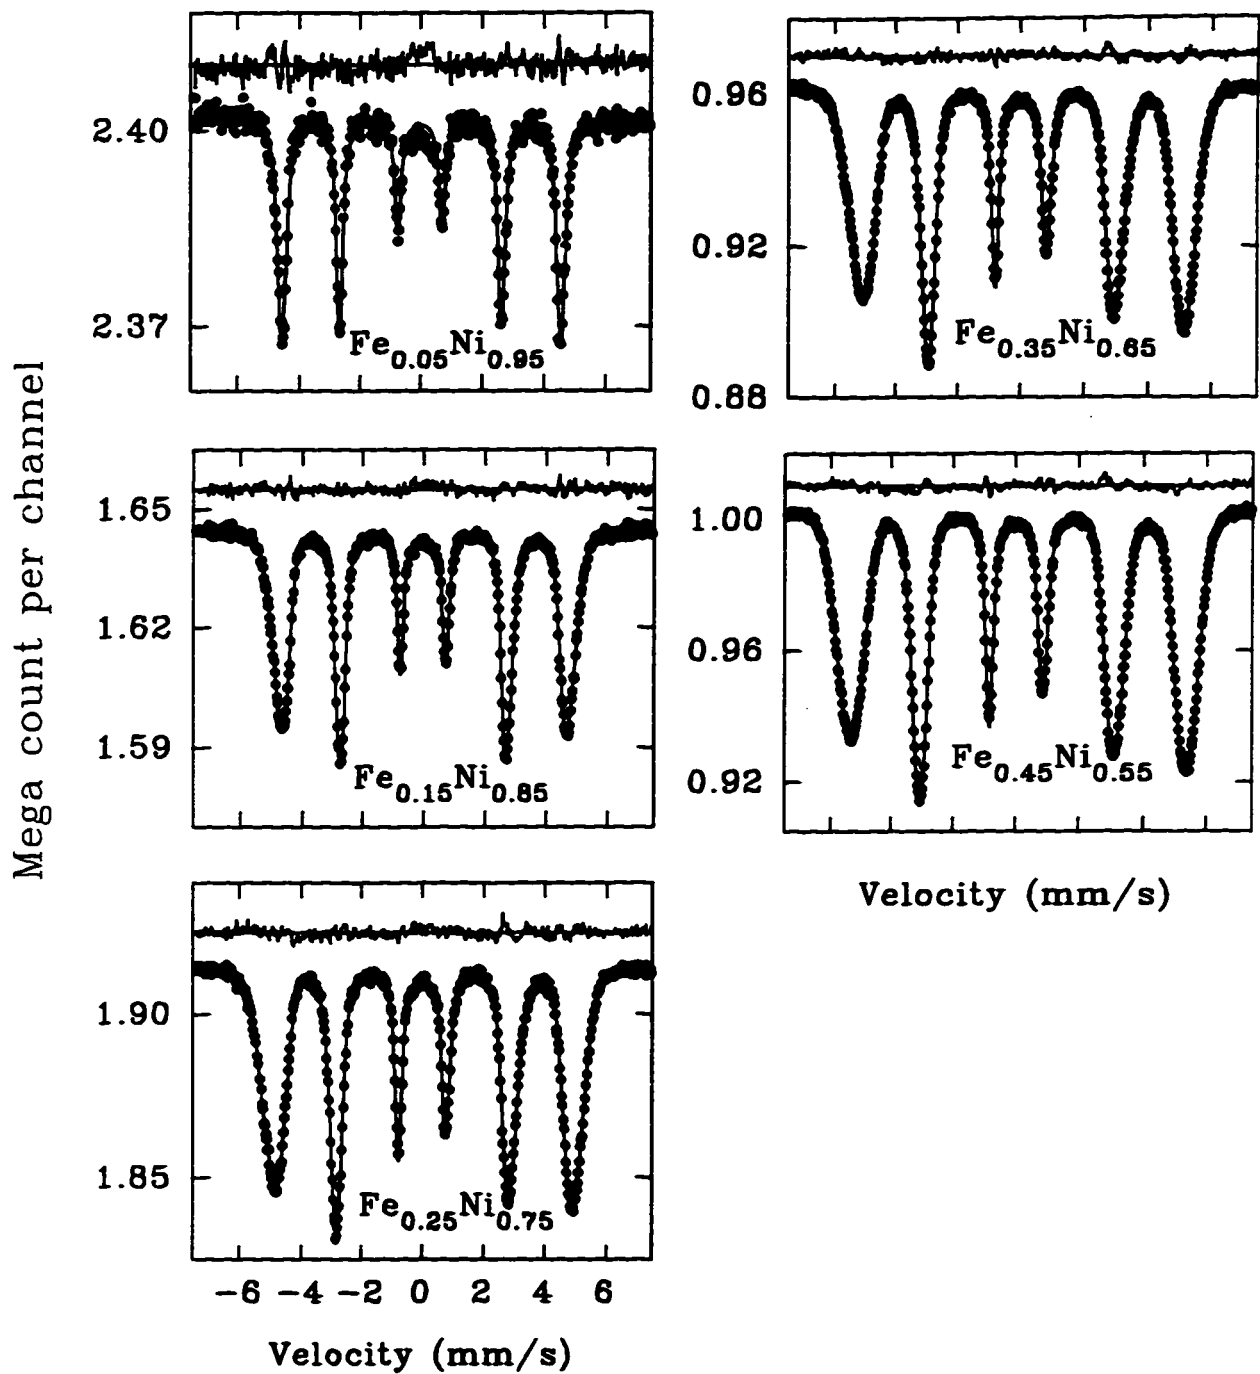 Mega count per channel
2.40
2.37
Fe0.05Ni0.95
0.96
0.92
0.88
Fe0.35Ni0.65
1.65
1.62
1.59
Fe0.15Ni0.85
1.00
0.96
0.92
Fe0.45Ni0.55
Velocity (mm/s)
1.90
1.85
Fe0.25Ni0.75
-6 -4 -2 0 2 4 6
Velocity (mm/s)